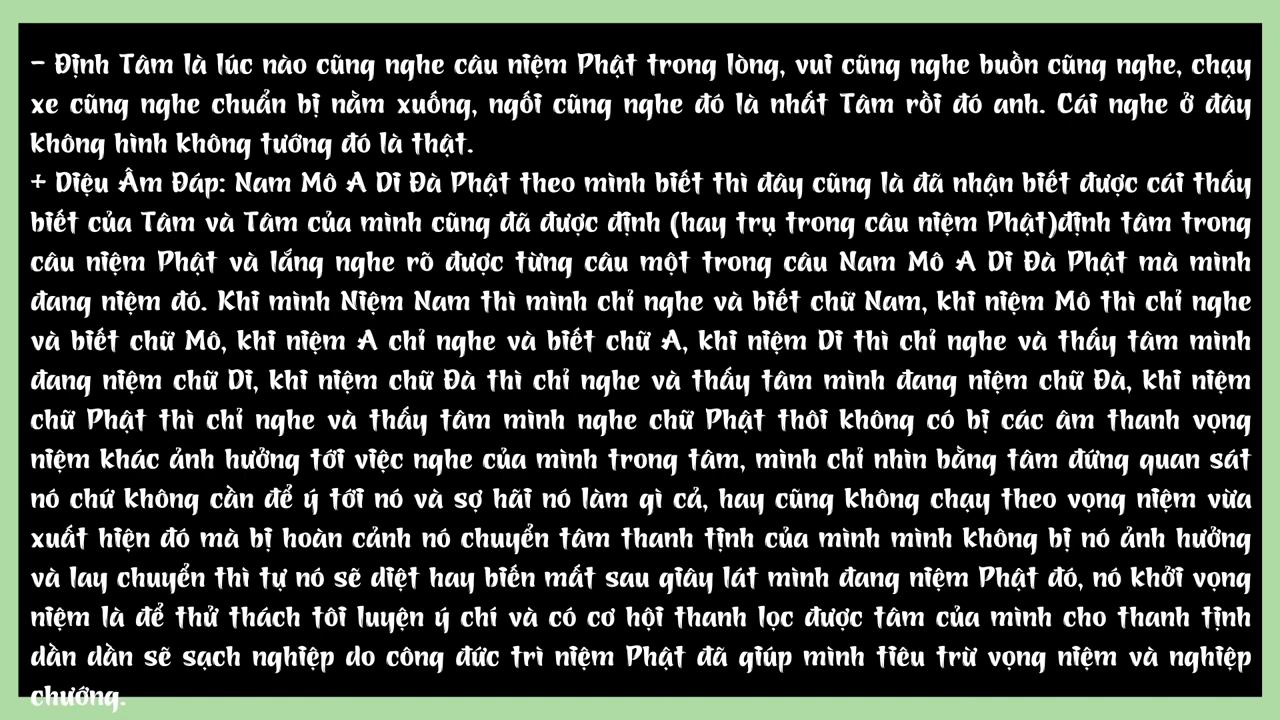 - Định Tâm là lúc nào cũng nghe câu niệm Phật trong lòng, vui cũng nghe buồn cũng nghe, chạy
xe cũng nghe chuẩn bị nằm xuống, ngồi cũng nghe đó là nhất Tâm rồi đó anh. Cái nghe ở đây
không hình không tướng đó là thật.
+ Diệu Âm Đáp: Nam Mô A Di Đà Phật theo mình biết thì đây cũng là đã nhận biết được cái thấy
biết của Tâm và Tâm của mình cũng đã được định (hay trụ trong câu niệm Phật)định tâm trong
câu niệm Phật và lắng nghe rõ được từng câu một trong câu Nam Mô A Di Đà Phật mà mình
đang niệm đó. Khi mình Niệm Nam thì mình chỉ nghe và biết chữ Nam, khi niệm Mô thì chỉ nghe
và biết chữ Mô, khi niệm A chỉ nghe và biết chữ A, khi niệm Di thì chỉ nghe và thấy tâm mình
đang niệm chữ Di, khi niệm chữ Đà thì chỉ nghe và thấy tâm mình đang niệm chữ Đà, khi niệm
chữ Phật thì chỉ nghe và thấy tâm mình nghe chữ Phật thôi không có bị các âm thanh vọng
niệm khác ảnh hưởng tới việc nghe của mình trong tâm, mình chỉ nhìn bằng tâm đứng quan sát
nó chứ không cần để ý tới nó và sợ hãi nó làm gì cả, hay cũng không chạy theo vọng niệm vừa
xuất hiện đó mà bị hoàn cảnh nó chuyển tâm thanh tịnh của mình mình không bị nó ảnh hưởng
và lay chuyển thì tự nó sẽ diệt hay biến mất sau giây lát mình đang niệm Phật đó, nó khởi vọng
niệm là để thử thách tôi luyện ý chí và có cơ hội thanh lọc được tâm của mình cho thanh tịnh
dần dần sẽ sạch nghiệp do công đức trì niệm Phật đã giúp mình tiêu trừ vọng niệm và nghiệp
chướng.